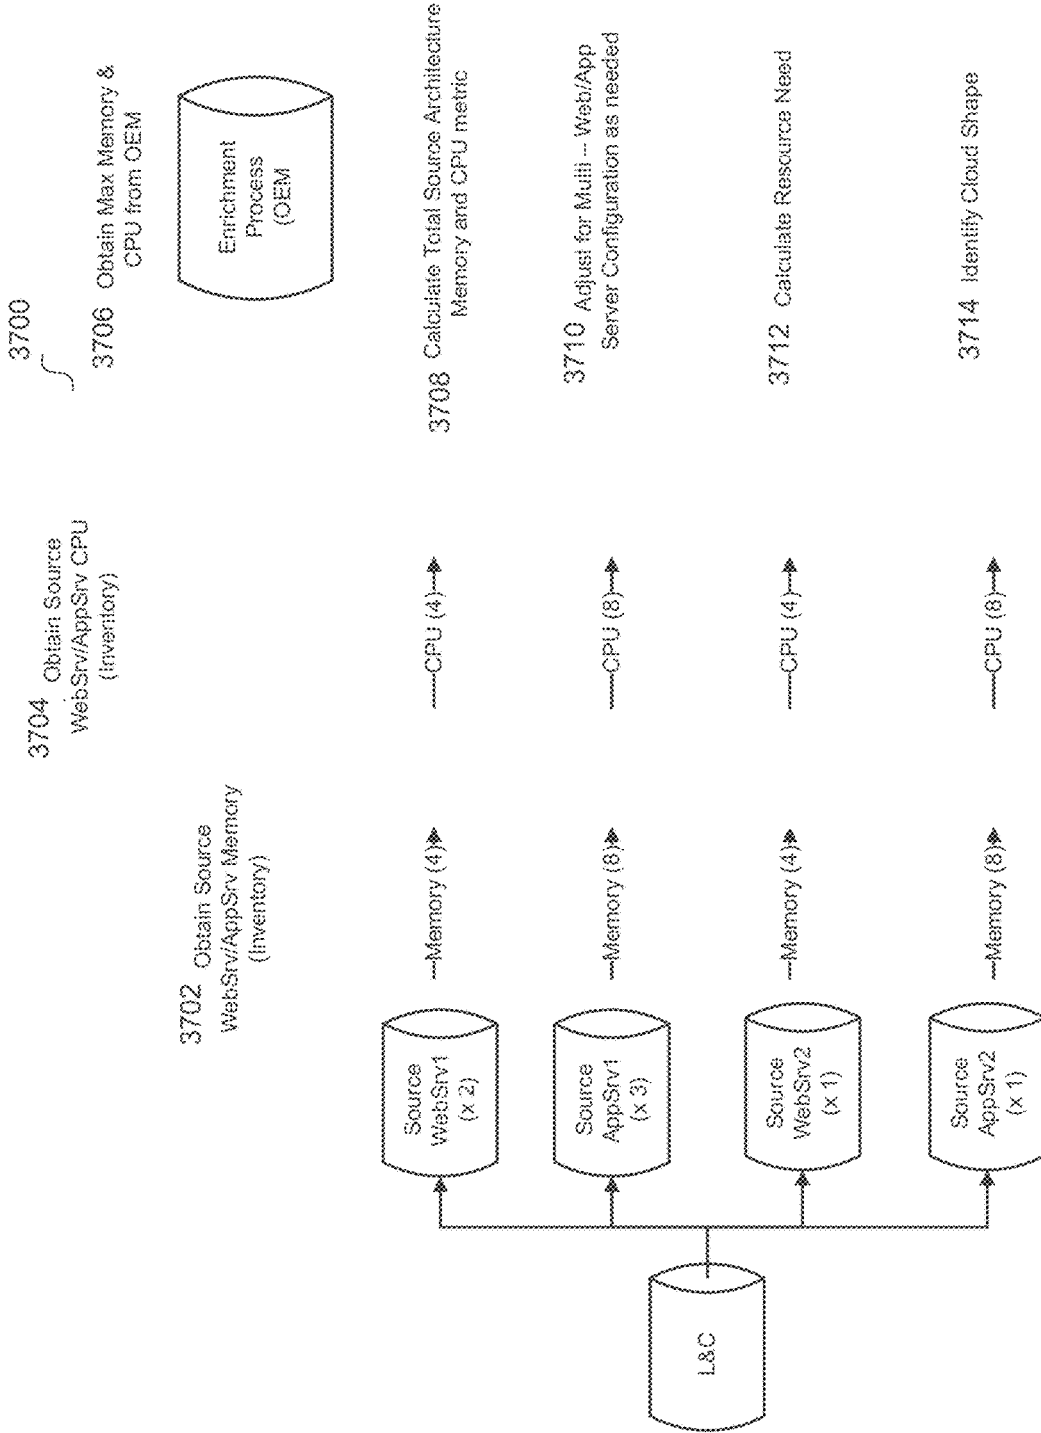 3700
3702 Obtain Source
WebSrv/AppSrv Memory
(Inventory)
3704 Obtain Source
WebSrv/AppSrv CPU
(Inventory)
3706 Obtain Max Memory &
CPU from OEM
Enrichment
Process
(OEM
L&C
Source
WebSrv1
(x 2)
Memory (4)
CPU (4)
3708 Calculate Total Source Architecture
Memory and CPU metric
Source
AppSrv1
(x 3)
Memory (8)
CPU (8)
3710 Adjust for Multi -- Web/App
Server Configuration as needed
Source
WebSrv2
(x 1)
Memory (4)
CPU (4)
3712 Calculate Resource Need
Source
AppSrv2
(x 1)
Memory (8)
CPU (8)
3714 Identify Cloud Shape